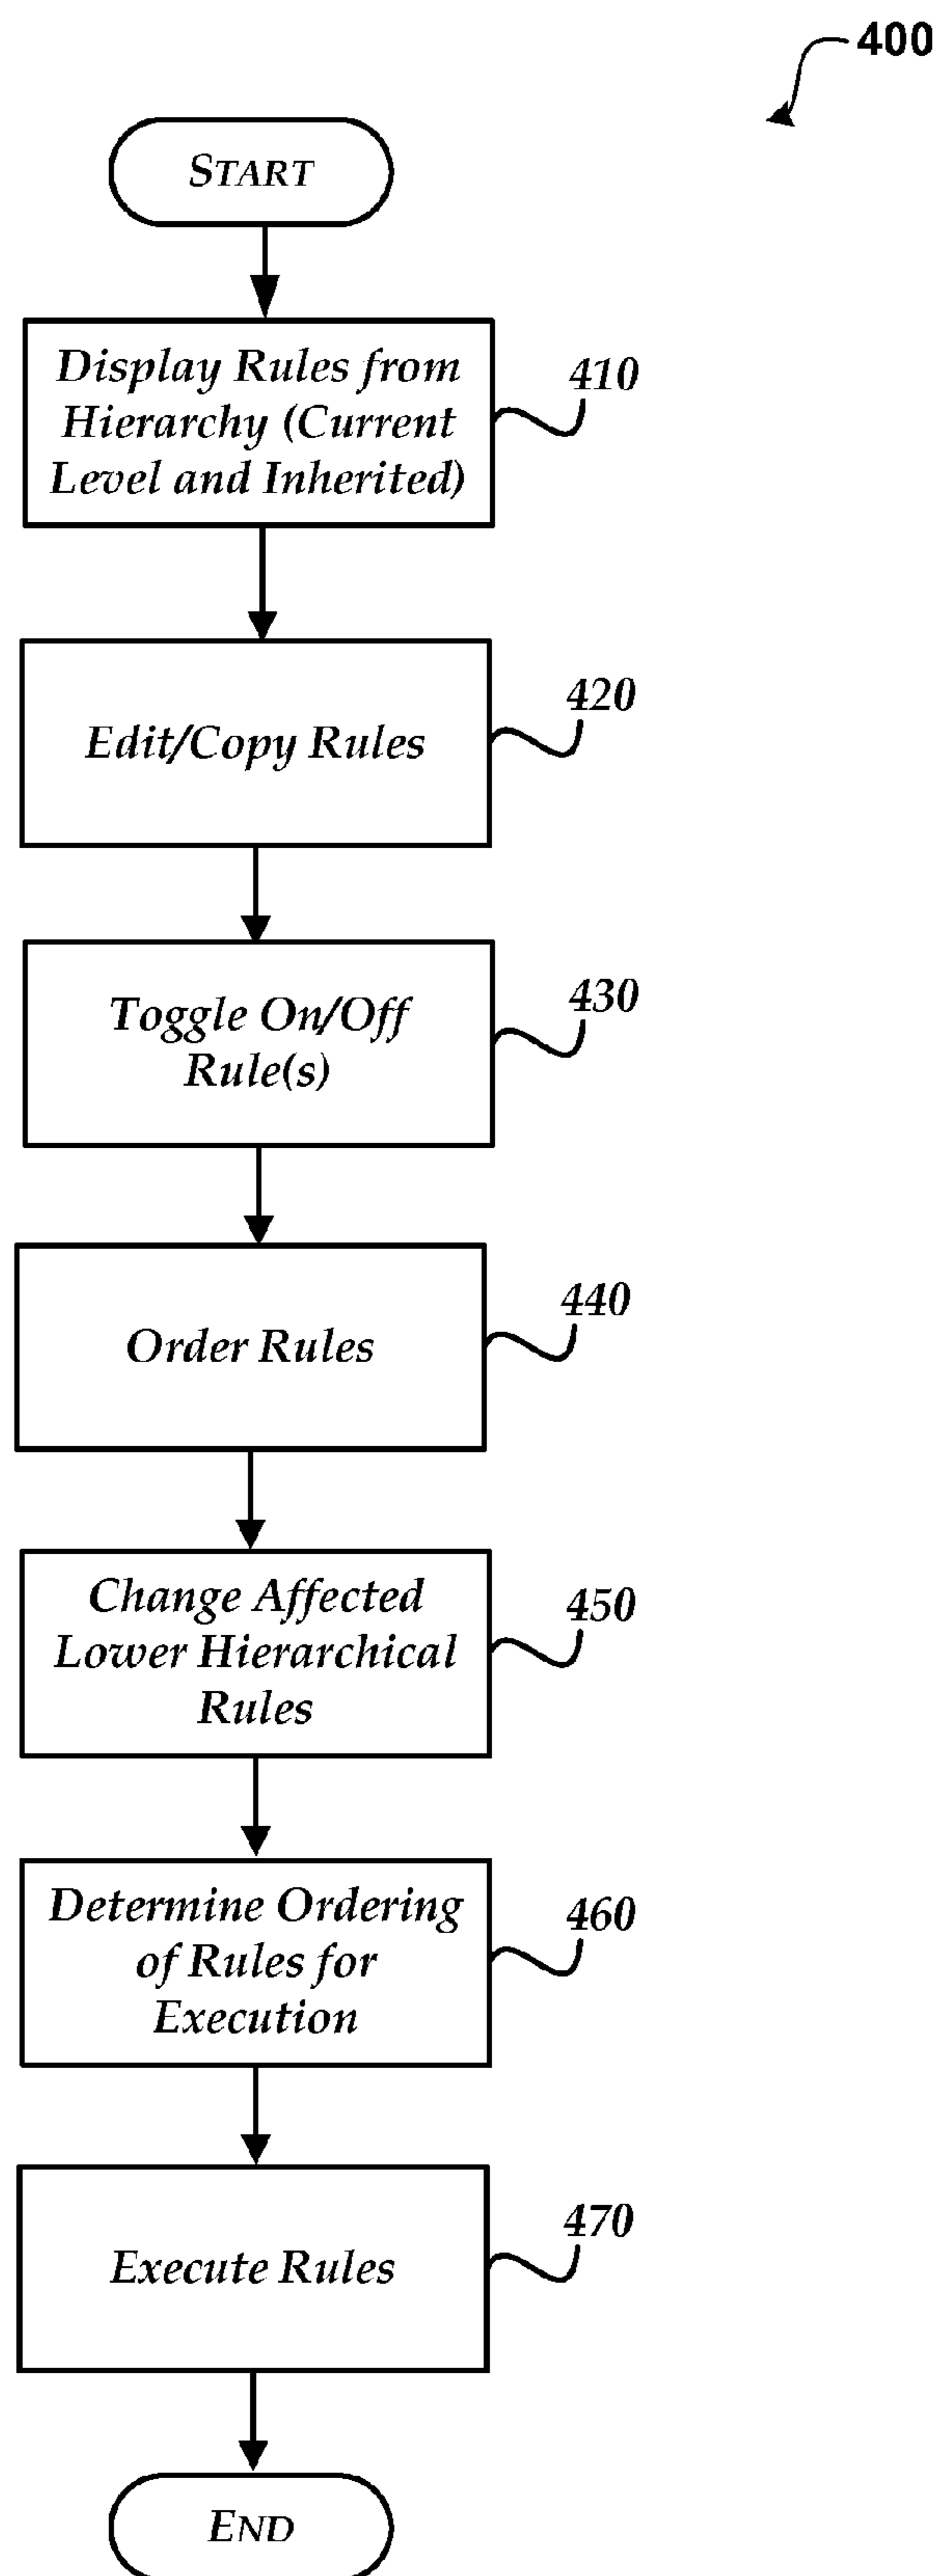 400
START
Display Rules from
Hierarchy (Current
Level and Inherited)
410
Edit/Copy Rules
420
Toggle On/Off
Rule(s)
430
Order Rules
440
Change Affected
Lower Hierarchical
Rules
450
Determine Ordering
of Rules for
Execution
460
Execute Rules
470
END